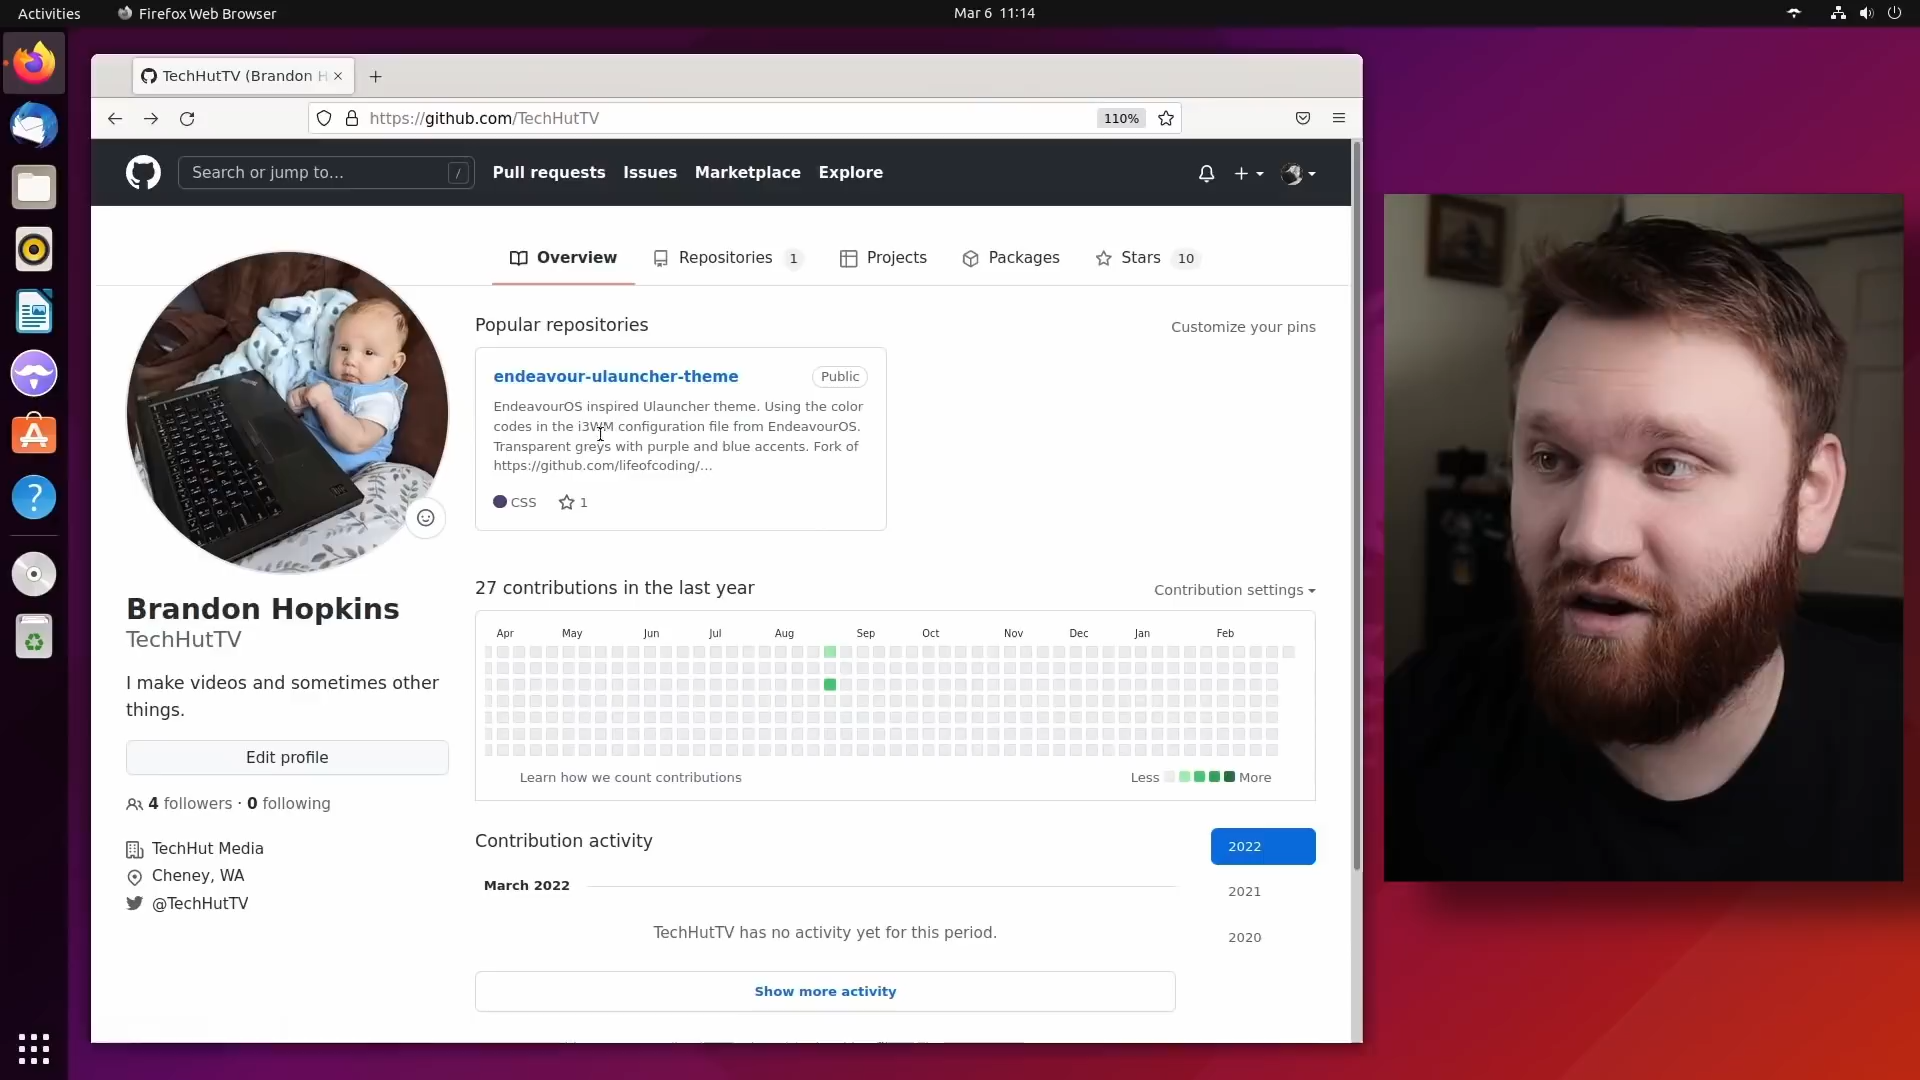 Activities
Firefox Web Browser
Mar 6 11:14
TechHutTV (Brandon H
https://github.com/TechHutTV
110%
Search or jump to...
/
Pull requests
Issues
Marketplace
Explore
Overview
Repositories 1
Projects
Packages
Stars 10
Popular repositories
Customize your pins
endeavour-ulauncher-theme
Public
EndeavourOS inspired Ulauncher theme. Using the color
codes in the i3WM configuration file from EndeavourOS.
Transparent greys with purple and blue accents. Fork of
https://github.com/lifeofcoding/...
CSS
1
Brandon Hopkins
TechHutTV
I make videos and sometimes other
things.
Edit profile
4 followers · 0 following
TechHut Media
Cheney, WA
@TechHutTV
27 contributions in the last year
Contribution settings
Apr May Jun Jul Aug Sep Oct Nov Dec Jan Feb
Learn how we count contributions
Less
More
Contribution activity
2022
2021
2020
March 2022
TechHutTV has no activity yet for this period.
Show more activity